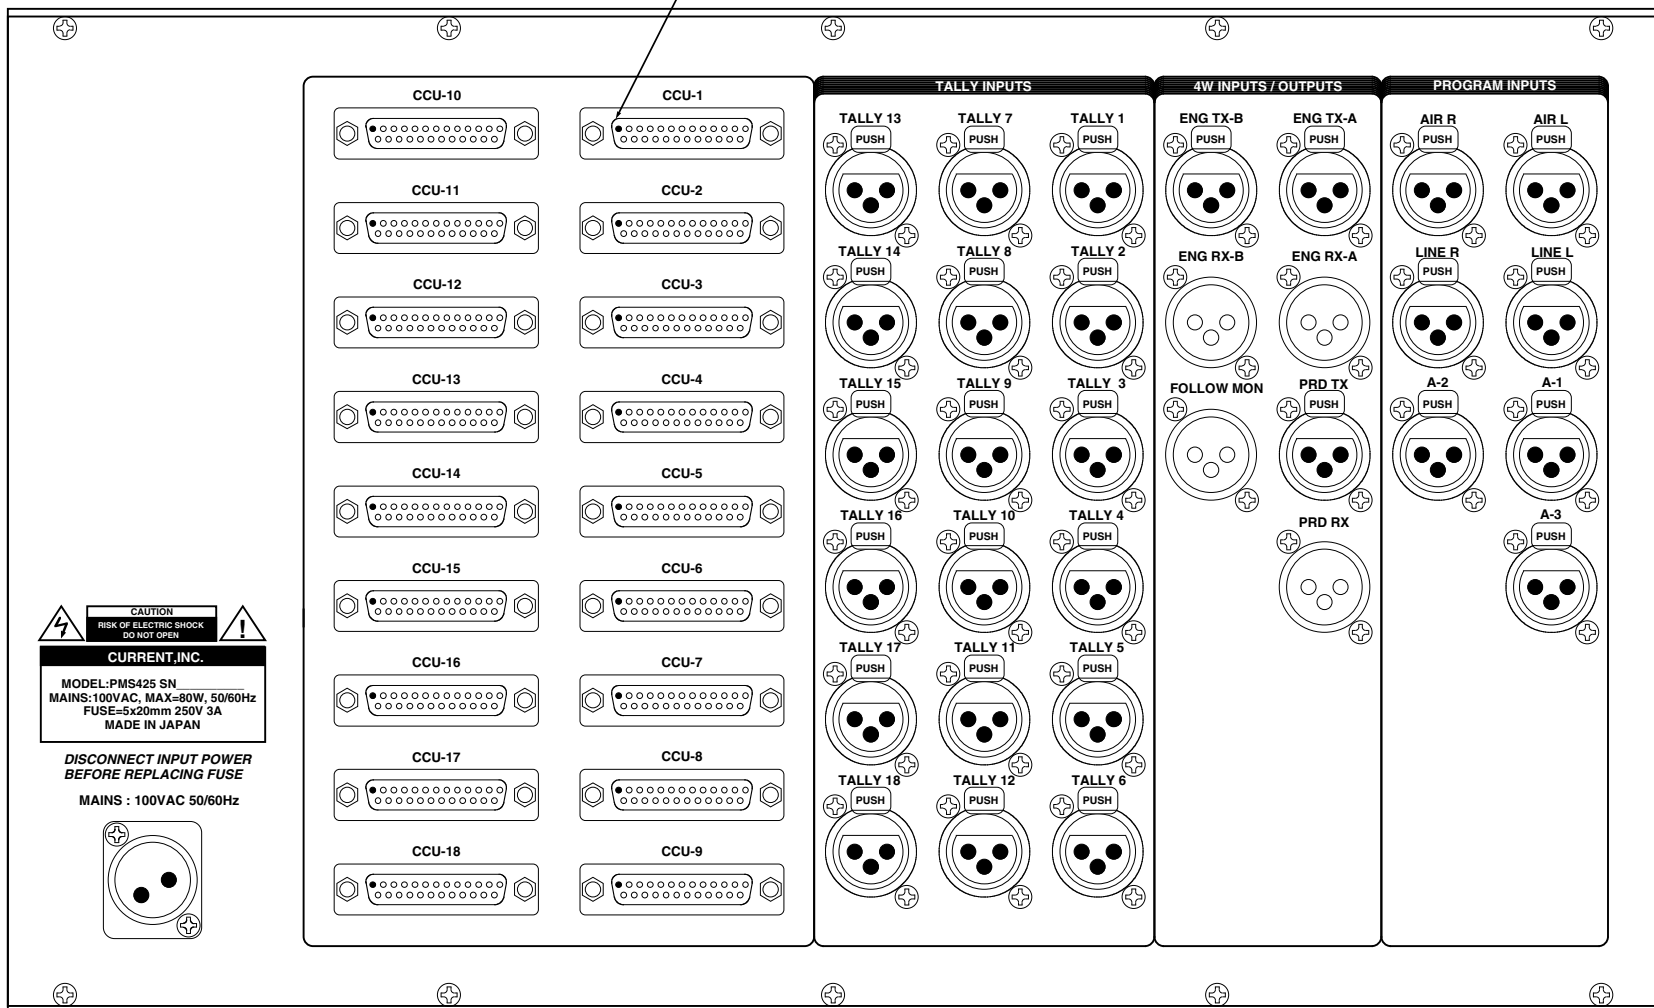 CCU-10
CCU-1
CCU-11
CCU-2
CCU-12
CCU-3
CCU-13
CCU-4
CCU-14
CCU-5
CCU-15
CCU-6
CCU-16
CCU-7
CCU-17
CCU-8
CCU-18
CCU-9
TALLY INPUTS
TALLY 13 TALLY 7 TALLY 1
PUSH PUSH PUSH
TALLY 14 TALLY 8 TALLY 2
PUSH PUSH PUSH
TALLY 15 TALLY 9 TALLY 3
PUSH PUSH PUSH
TALLY 16 TALLY 10 TALLY 4
PUSH PUSH PUSH
TALLY 17 TALLY 11 TALLY 5
PUSH PUSH PUSH
TALLY 18 TALLY 12 TALLY 6
PUSH PUSH PUSH
4W INPUTS / OUTPUTS
ENG TX-B ENG TX-A
PUSH PUSH
ENG RX-B ENG RX-A
FOLLOW MON PRD TX
PUSH
PRD RX
PROGRAM INPUTS
AIR R AIR L
PUSH PUSH
LINE R LINE L
PUSH PUSH
A-2 A-1
PUSH PUSH
A-3
PUSH
CAUTION
RISK OF ELECTRIC SHOCK
DO NOT OPEN
!
CURRENT,INC.
MODEL:PMS425 SN__________
MAINS:100VAC, MAX=80W, 50/60Hz
FUSE=5x20mm 250V 3A
MADE IN JAPAN
DISCONNECT INPUT POWER
BEFORE REPLACING FUSE
MAINS : 100VAC 50/60Hz